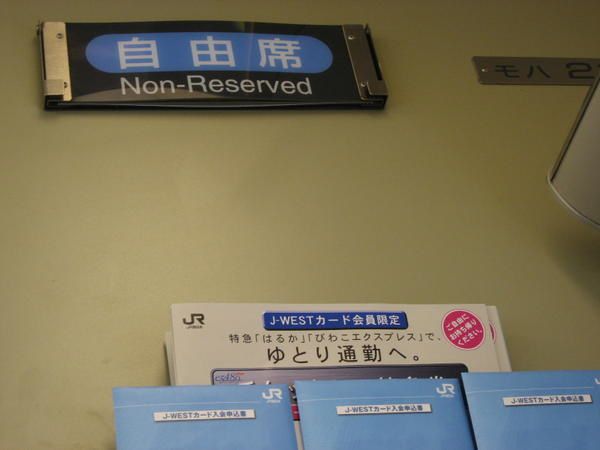 自由席
Non-Reserved
モハ 2
JR
J-WESTカード会員限定
特急「はるか」「びわこエクスプレス」で、
ゆとり通勤へ。
ご自由に
お持ち帰り
ください。
JR
J-WESTカード入会申込書
JR
J-WESTカード入会申込書
JR
J-WESTカード入会申込書